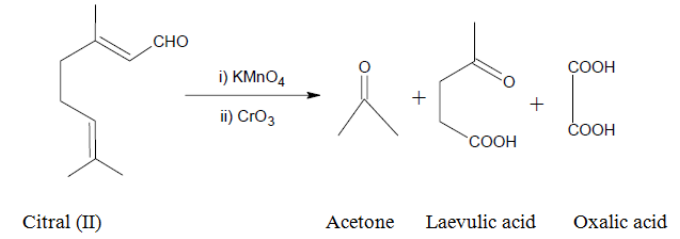 CHO
i) KMnO4
ii) CrO3
O
+
O
COOH
+
COOH
COOH
Citral (II)
Acetone
Laevulic acid
Oxalic acid